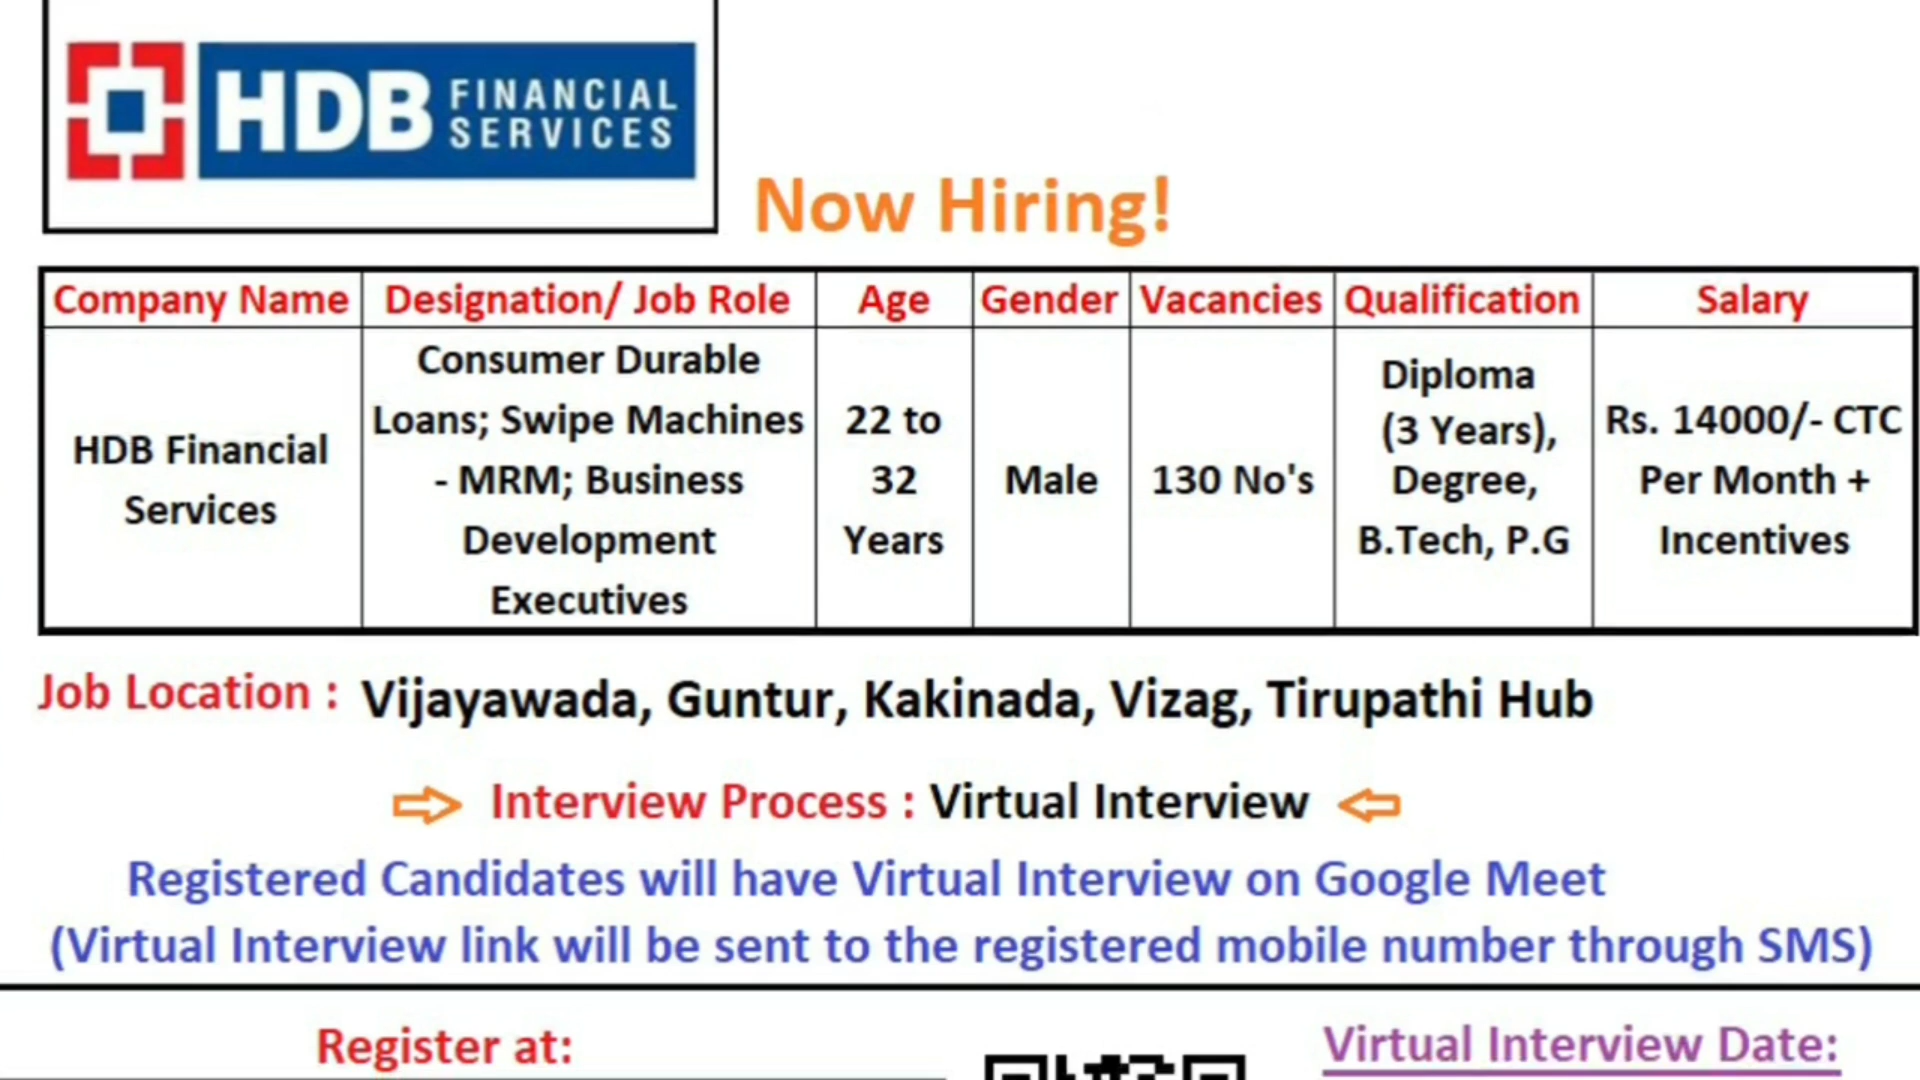 HDB FINANCIAL
SERVICES
Now Hiring!
Company Name Designation/ Job Role Age Gender Vacancies Qualification Salary
HDB Financial
Services
Consumer Durable
Loans; Swipe Machines
- MRM; Business
Development
Executives
22 to
32
Years
Male
130 No's
Diploma
(3 Years),
Degree,
B.Tech, P.G
Rs. 14000/- CTC
Per Month +
Incentives
Job Location : Vijayawada, Guntur, Kakinada, Vizag, Tirupathi Hub
Interview Process : Virtual Interview
Registered Candidates will have Virtual Interview on Google Meet
(Virtual Interview link will be sent to the registered mobile number through SMS)
Register at:
Virtual Interview Date: